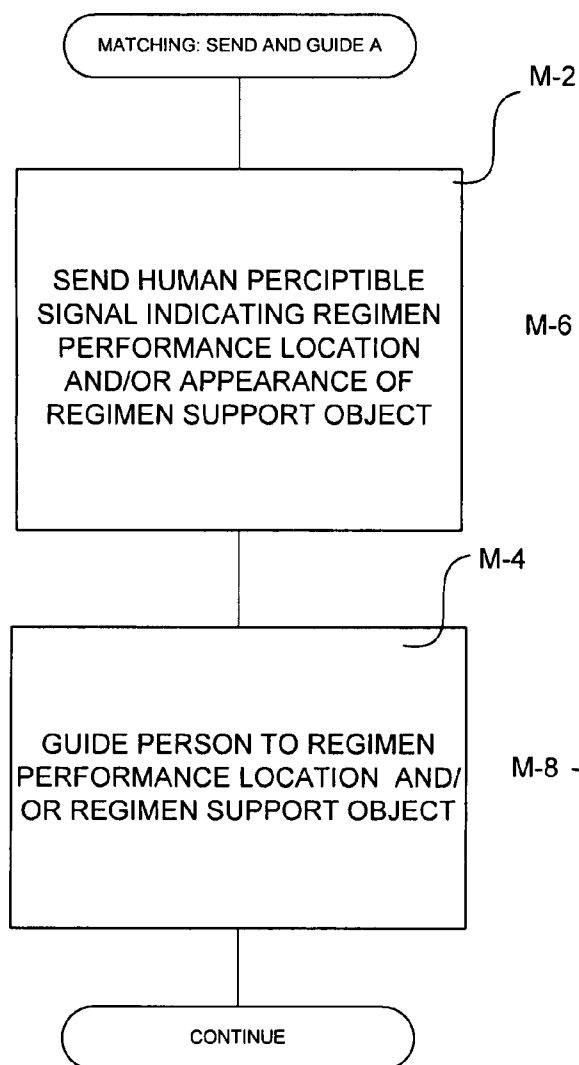 MATCHING: SEND AND GUIDE A
M-2
SEND HUMAN PERCIPTIBLE
SIGNAL INDICATING REGIMEN
PERFORMANCE LOCATION
AND/OR APPEARANCE OF
REGIMEN SUPPORT OBJECT
M-6
M-4
GUIDE PERSON TO REGIMEN
PERFORMANCE LOCATION AND/
OR REGIMEN SUPPORT OBJECT
M-8
CONTINUE